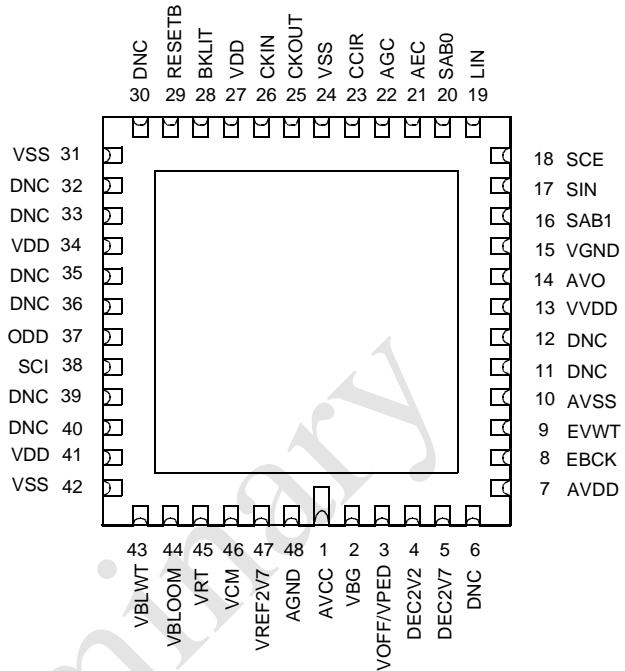 DNC RESETB BKLIT VDD CKIN CKOUT VSS CCIR AGC AEC SAB0 LIN
30 29 28 27 26 25 24 23 22 21 20 19
VSS 31
DNC 32
DNC 33
VDD 34
DNC 35
DNC 36
ODD 37
SCI 38
DNC 39
DNC 40
VDD 41
VSS 42
18 SCE
17 SIN
16 SAB1
15 VGND
14 AVO
13 VVDD
12 DNC
11 DNC
10 AVSS
9 EVWT
8 EBCK
7 AVDD
43 44 45 46 47 48 1 2 3 4 5 6
VBLWT VBLOOM VRT VCM VREF2V7 AGND AVCC VBG VOFF/VPED DEC2V2 DEC2V7 DNC
minary